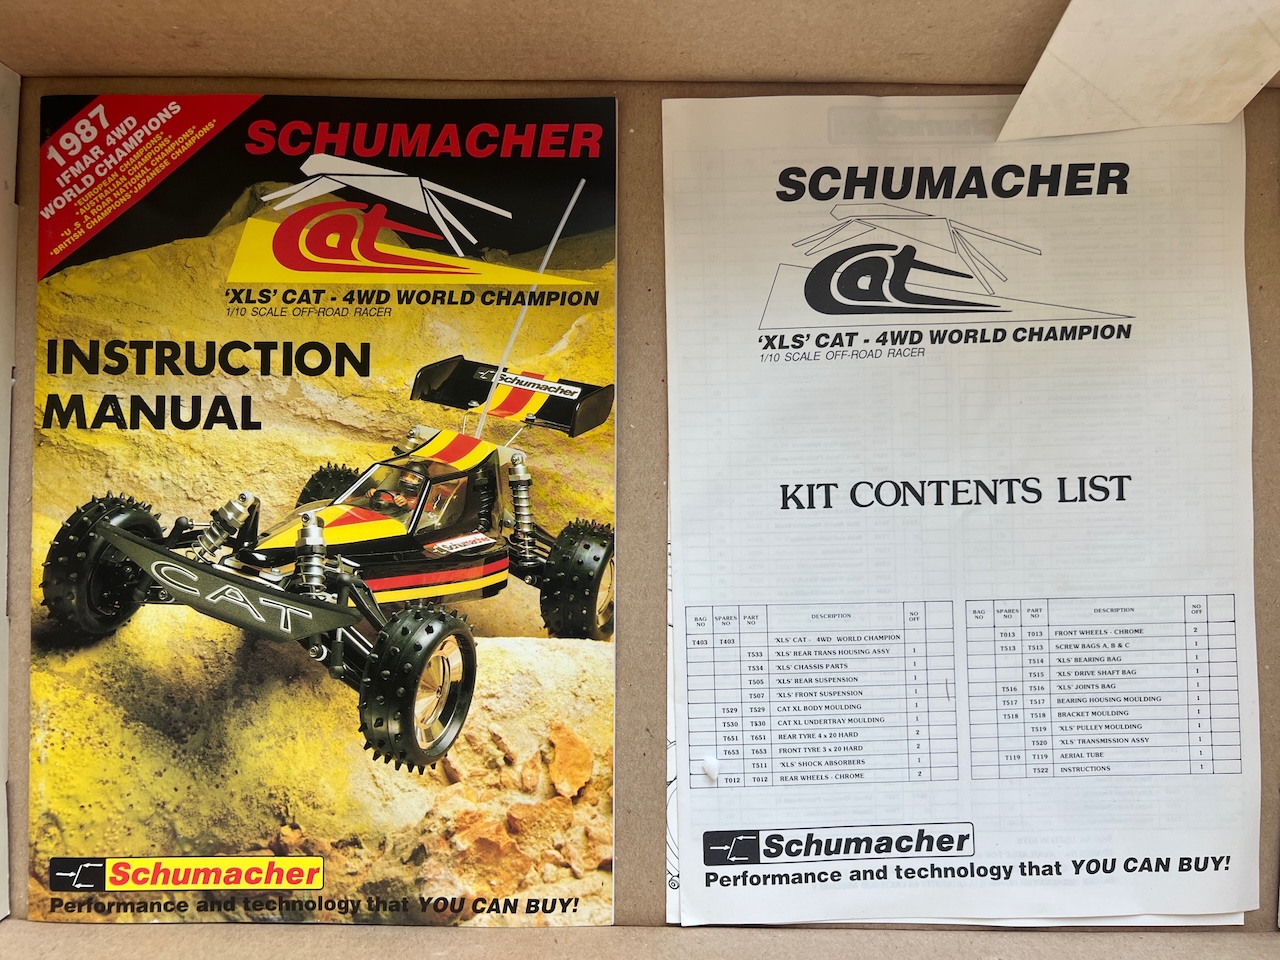 1987
IFMAR 4WD
WORLD CHAMPIONS
*EUROPEAN CHAMPIONS*
*AUSTRALIAN CHAMPIONS*
*U.S.A ROAR NATIONAL CHAMPIONS*
*BRITISH CHAMPIONS*JAPANESE CHAMPIONS*
SCHUMACHER
Cat
'XLS' CAT - 4WD WORLD CHAMPION
1/10 SCALE OFF-ROAD RACER
INSTRUCTION
MANUAL
Schumacher
Schumacher
CAT
Schumacher
Performance and technology that YOU CAN BUY!
SCHUMACHER
Cat
'XLS' CAT - 4WD WORLD CHAMPION
1/10 SCALE OFF-ROAD RACER
KIT CONTENTS LIST
BAG NO SPARES NO PART NO DESCRIPTION NO OFF
T403 T403 'XLS' CAT - 4WD WORLD CHAMPION
T533 'XLS' REAR TRANS HOUSING ASSY 1
T534 'XLS' CHASSIS PARTS 1
T505 'XLS' REAR SUSPENSION 1
T507 'XLS' FRONT SUSPENSION 1
T529 T529 CAT XL BODY MOULDING 1
T530 T530 CAT XL UNDERTRAY MOULDING 1
T651 T651 REAR TYRE 4 x 20 HARD 2
T653 T653 FRONT TYRE 3 x 20 HARD 2
T511 'XLS' SHOCK ABSORBERS 1
T012 T012 REAR WHEELS - CHROME 2
BAG NO SPARES NO PART NO DESCRIPTION NO OFF
T013 T013 FRONT WHEELS - CHROME 2
T513 T513 SCREW BAGS A, B & C 1
T514 'XLS' BEARING BAG 1
T515 'XLS' DRIVE SHAFT BAG 1
T516 T516 'XLS' JOINTS BAG 1
T517 T517 BEARING HOUSING MOULDING 1
T518 T518 BRACKET MOULDING 1
T519 'XLS' PULLEY MOULDING 1
T520 'XLS' TRANSMISSION ASSY 1
T119 T119 AERIAL TUBE 1
T522 INSTRUCTIONS 1
Schumacher
Performance and technology that YOU CAN BUY!